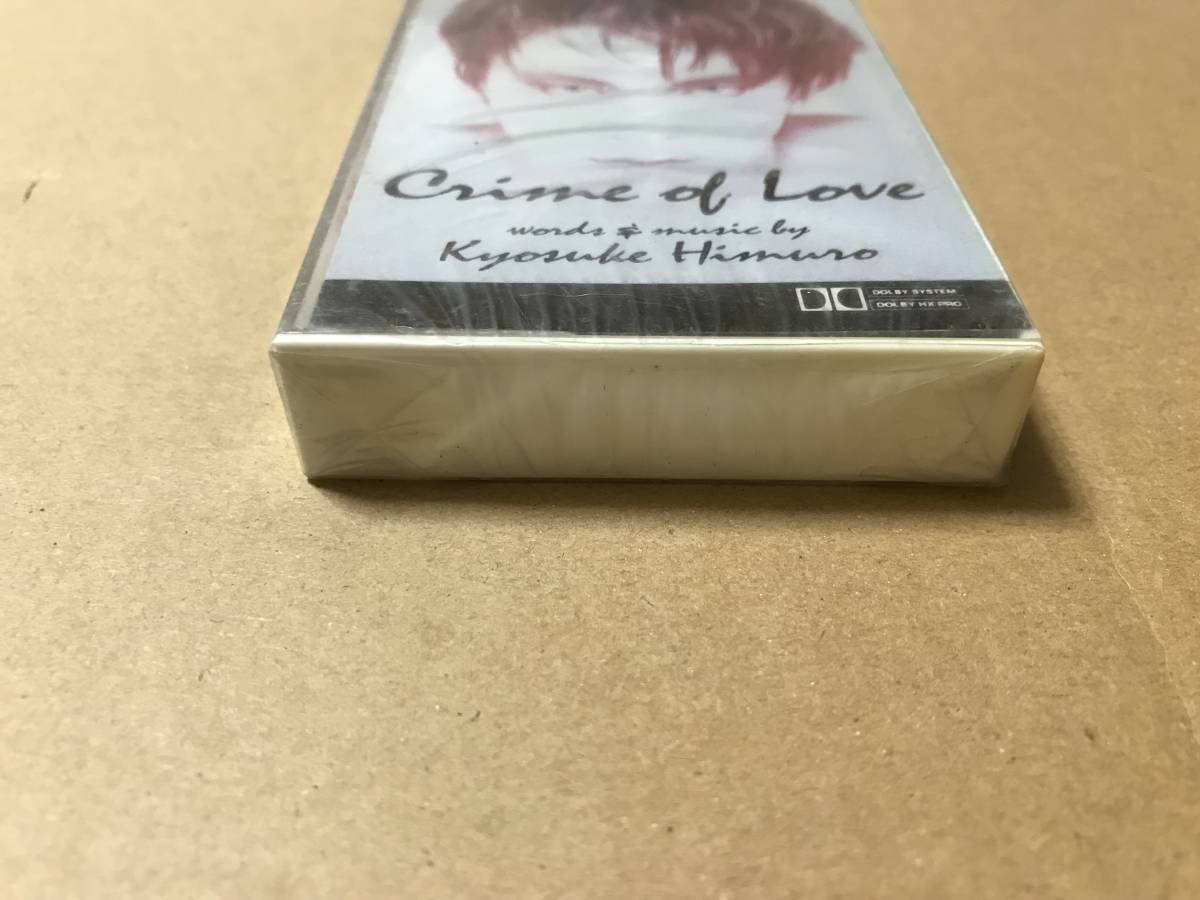 Crime of Love
words & music by
Kyosuke Himuro
DOLBY SYSTEM
DOLBY HX PRO